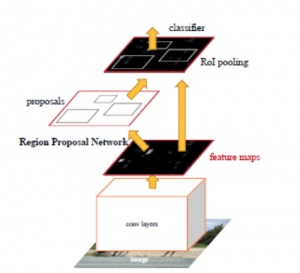 classifier
RoI pooling
proposals
Region Proposal Network
feature maps
conv layers
image